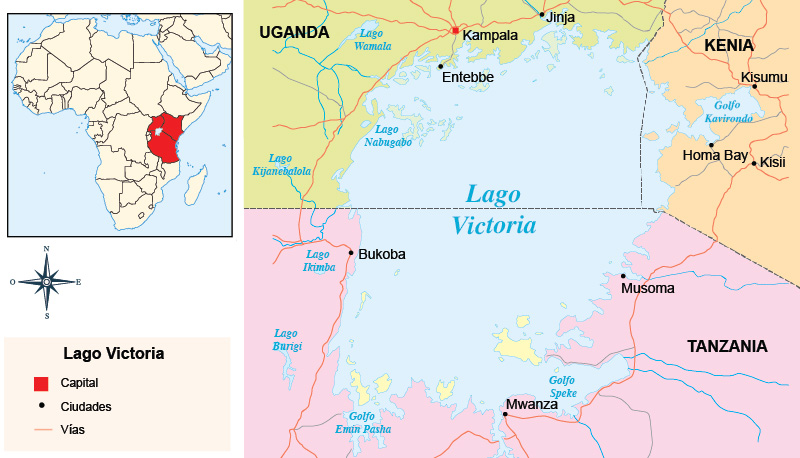 N
O
E
S
Lago Victoria
Capital
Ciudades
Vías
UGANDA
Lago
Wamala
Kampala
Jinja
Entebbe
KENIA
Kisumu
Golfo
Kavirondo
Homa Bay
Kisii
Lago
Nabugabo
Lago
Kijanebalola
Lago
Victoria
Bukoba
Lago
Ikimba
Musoma
Lago
Burigi
TANZANIA
Golfo
Speke
Mwanza
Golfo
Emin Pasha